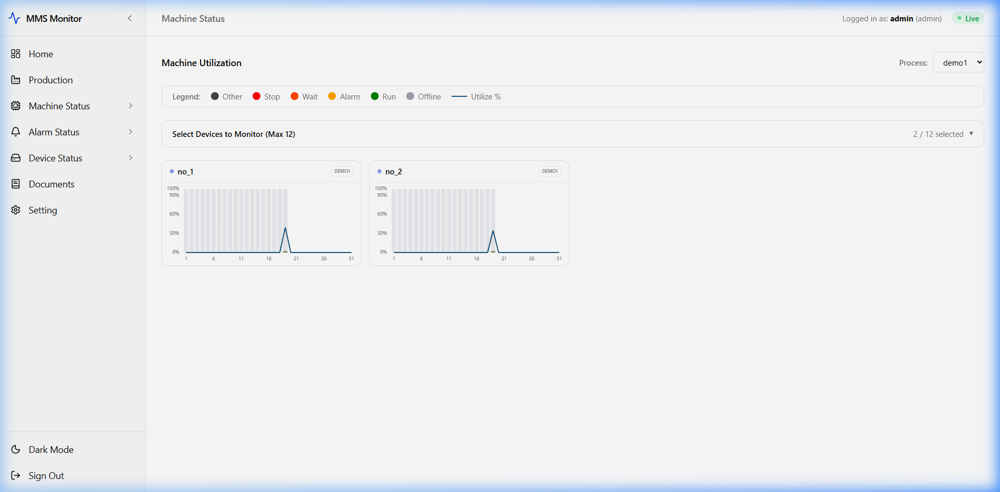 MMS Monitor
Machine Status
Logged in as: admin (admin)
Live
Home
Production
Machine Status
Alarm Status
Device Status
Documents
Setting
Dark Mode
Sign Out
Machine Utilization
Process: demo1
Legend: Other Stop Wait Alarm Run Offline Utilize %
Select Devices to Monitor (Max 12)
2 / 12 selected
no_1
DEMO1
100%
90%
60%
30%
0%
1 6 11 16 21 26 31
no_2
DEMO1
100%
90%
60%
30%
0%
1 6 11 16 21 26 31